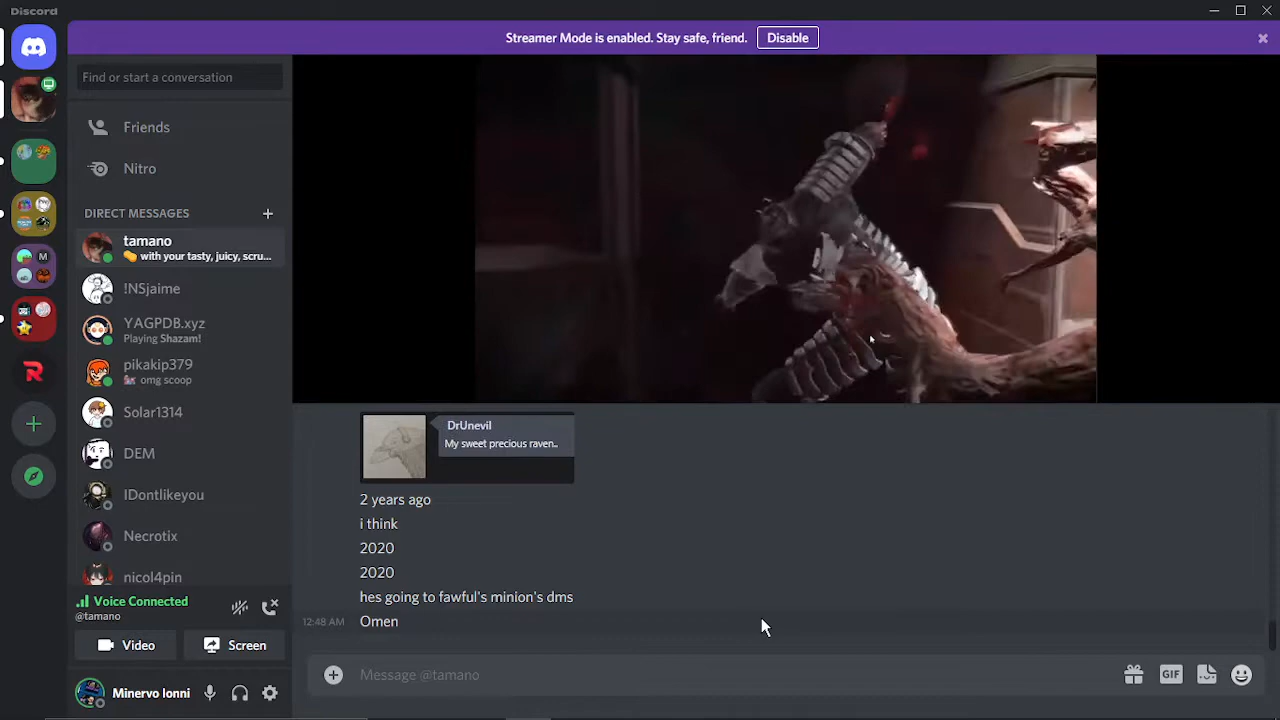 Discord
Streamer Mode is enabled. Stay safe, friend.
Disable
Find or start a conversation
Friends
Nitro
DIRECT MESSAGES
tamano
with your tasty, juicy, scru...
!NSjaime
YAGPDB.xyz
Playing Shazam!
pikakip379
omg scoop
Solar1314
DEM
IDontlikeyou
Necrotix
nicol4pin
Voice Connected
@tamano
Video
Screen
Minervo Ionni
DrUnevil
My sweet precious raven..
2 years ago
i think
2020
2020
hes going to fawful's minion's dms
12:48 AM
Omen
Message @tamano
GIF